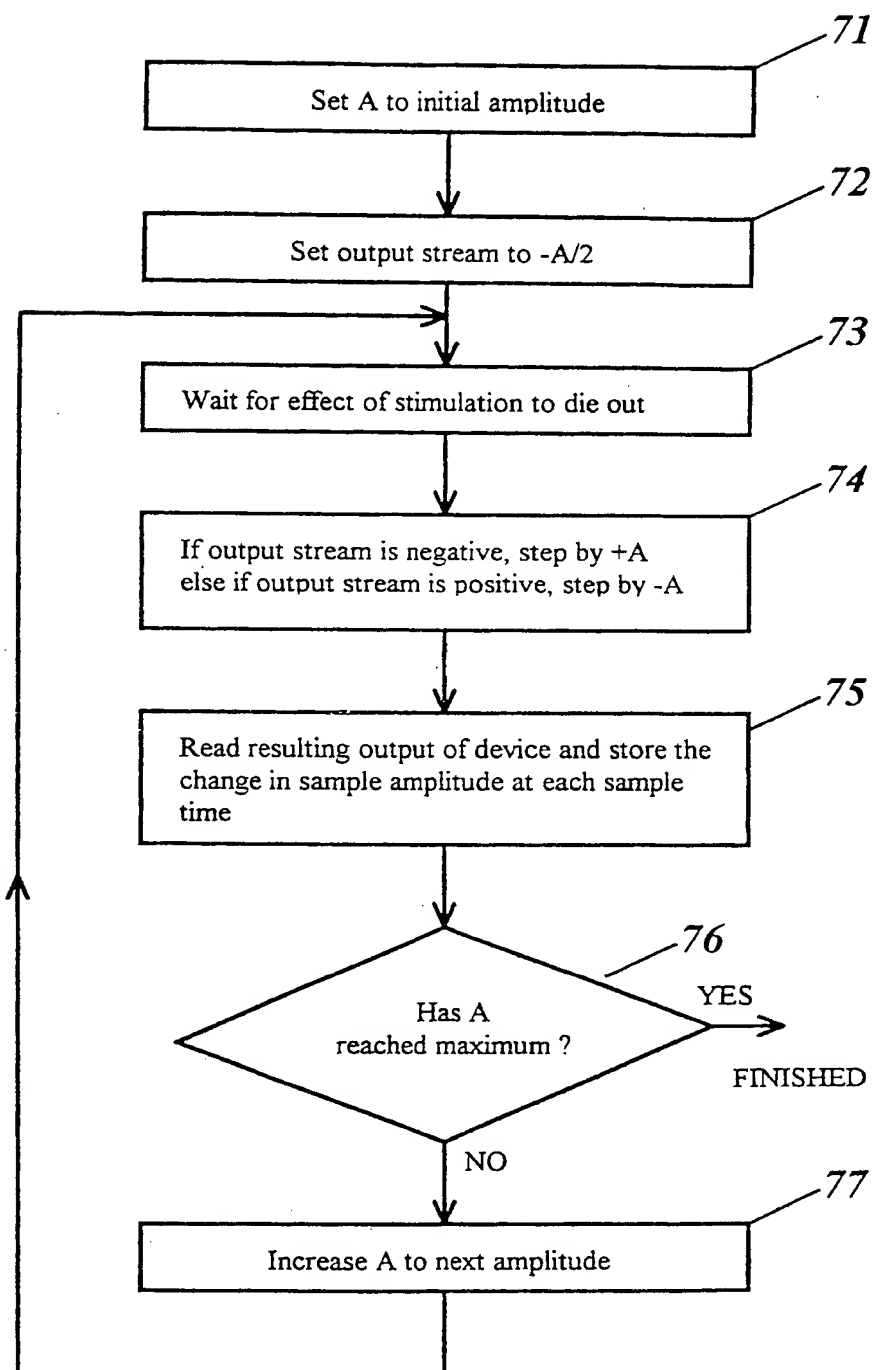 71
Set A to initial amplitude
72
Set output stream to -A/2
73
Wait for effect of stimulation to die out
74
If output stream is negative, step by +A
else if output stream is positive, step by -A
75
Read resulting output of device and store the
change in sample amplitude at each sample
time
76
Has A
reached maximum ?
YES
FINISHED
NO
77
Increase A to next amplitude